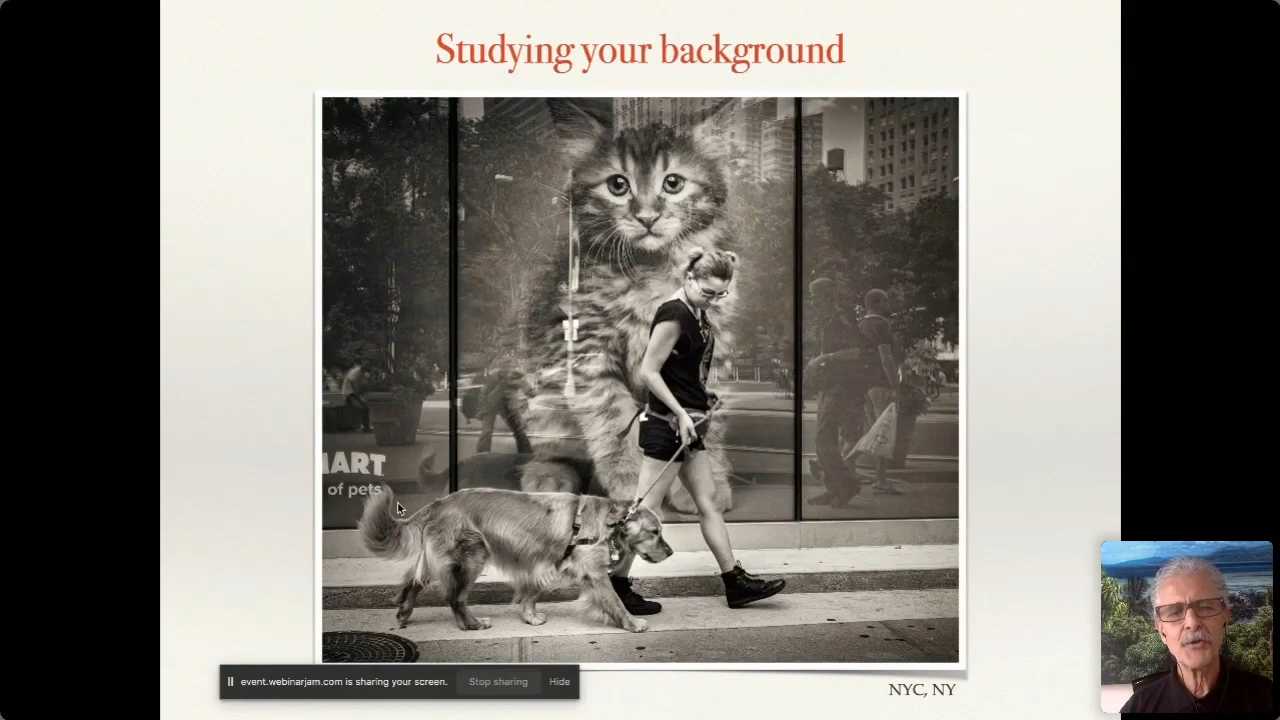 Studying your background
MART
of pets
event.webinarjam.com is sharing your screen.
Stop sharing
Hide
NYC, NY